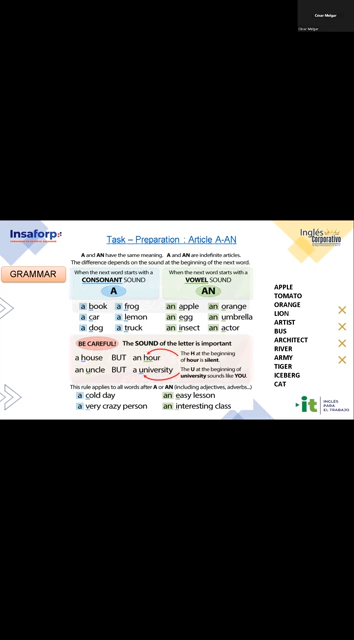 César Melgar
César Melgar
Insaforp
Task – Preparation : Article A-AN
Inglés
Corporativo
GRAMMAR
A and AN have the same meaning. A and AN are indefinite articles.
The difference depends on the sound at the beginning of the next word.
When the next word starts with a
CONSONANT SOUND
A
When the next word starts with a
VOWEL SOUND
AN
a book a frog
a car a lemon
a dog a truck
an apple an orange
an egg an umbrella
an insect an actor
BE CAREFUL! The SOUND of the letter is important
a house BUT an hour
The H at the beginning
of hour is silent.
an uncle BUT a university
The U at the beginning of
university sounds like YOU.
This rule applies to all words after A or AN (including adjectives, adverbs...)
a cold day an easy lesson
a very crazy person an interesting class
APPLE
TOMATO
ORANGE
LION
ARTIST
BUS
ARCHITECT
RIVER
ARMY
TIGER
ICEBERG
CAT
it
INGLÉS
PARA
EL TRABAJO